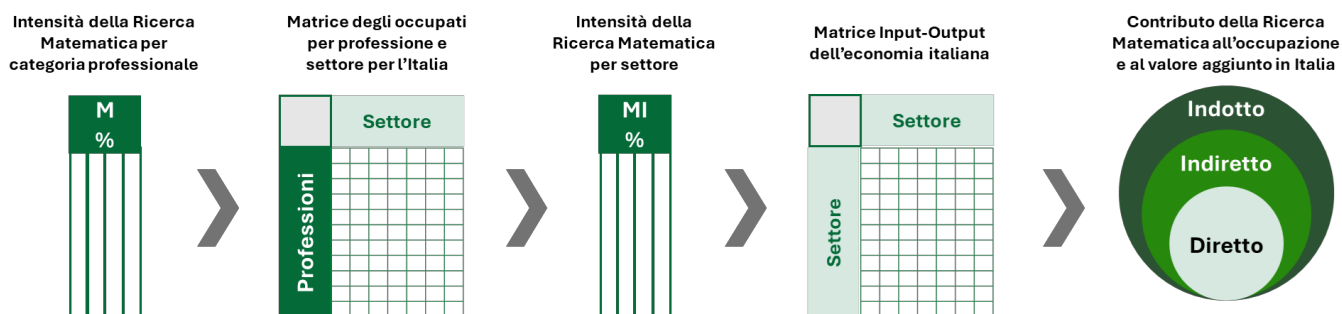 Intensità della Ricerca
Matematica per
categoria professionale
M
%
Matrice degli occupati
per professione e
settore per l'Italia
Settore
Professioni
Intensità della
Ricerca Matematica
per settore
MI
%
Matrice Input-Output
dell'economia italiana
Settore
Settore
Contributo della Ricerca
Matematica all'occupazione
e al valore aggiunto in Italia
Indotto
Indiretto
Diretto